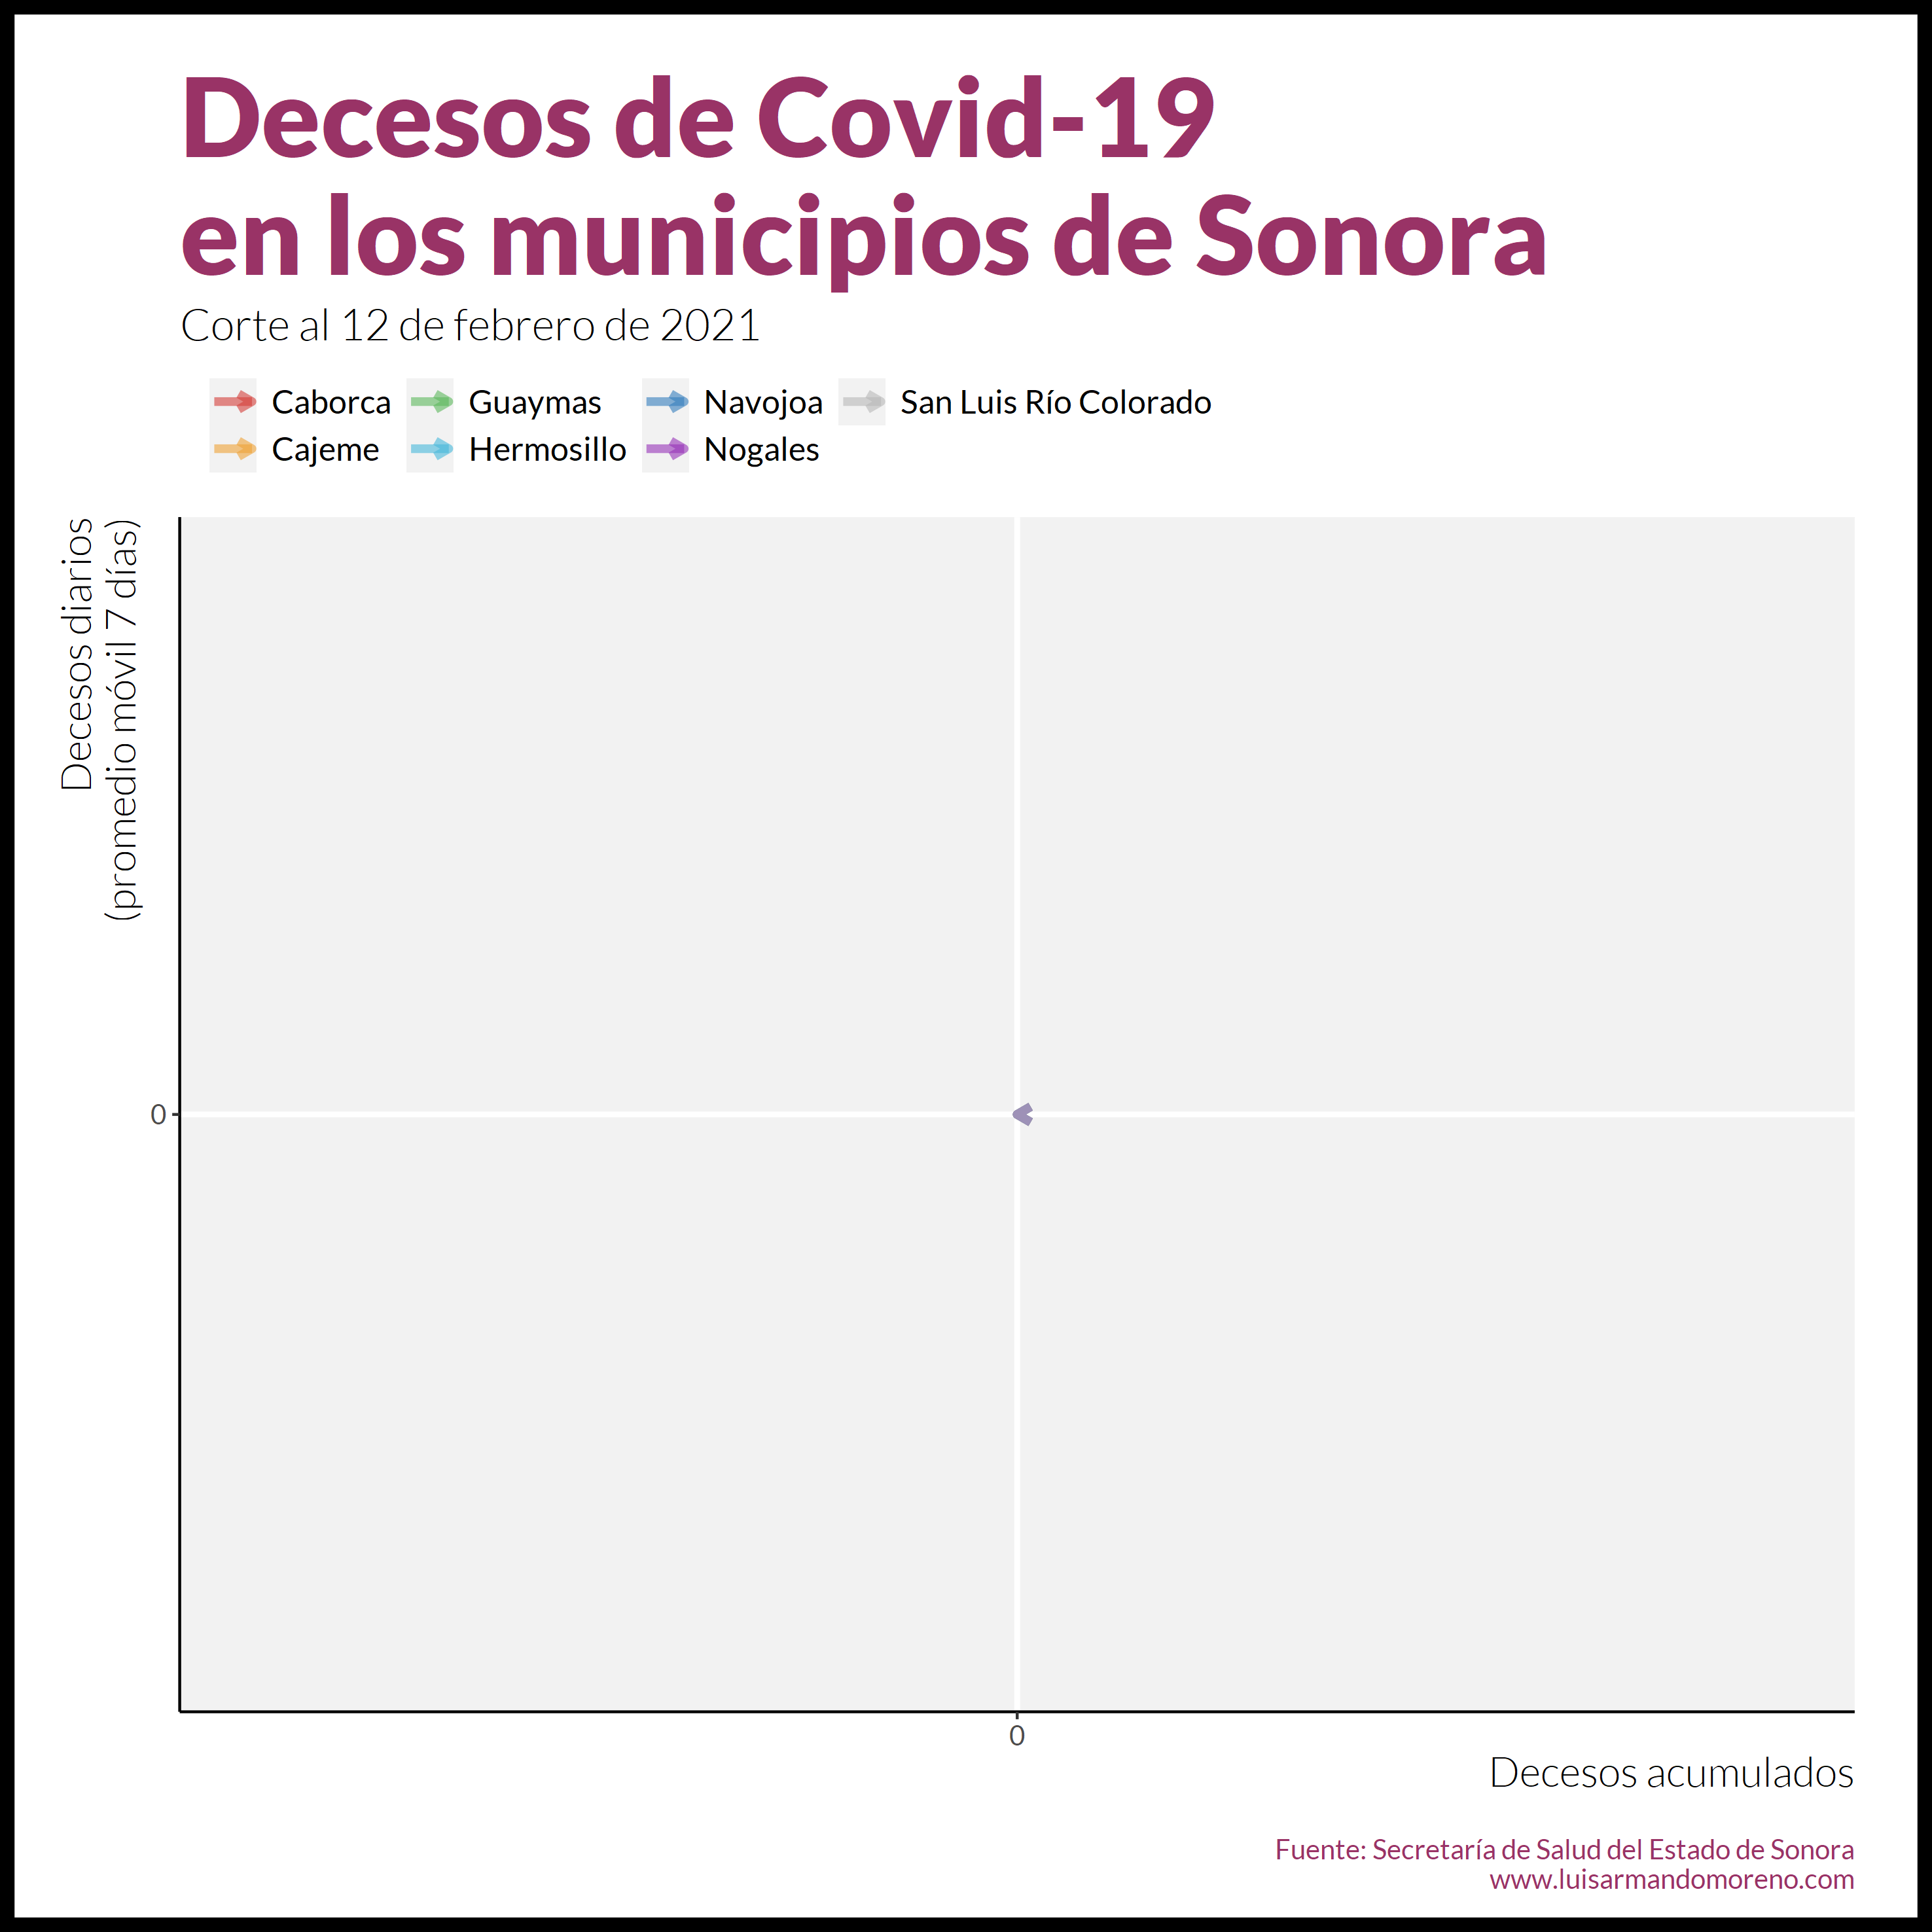 Decesos de Covid-19
en los municipios de Sonora
Corte al 12 de febrero de 2021
Caborca
Guaymas
Navojoa
San Luis Río Colorado
Cajeme
Hermosillo
Nogales
Decesos diarios
(promedio móvil 7 días)
0
0
Decesos acumulados
Fuente: Secretaría de Salud del Estado de Sonora
www.luisarmandomoreno.com